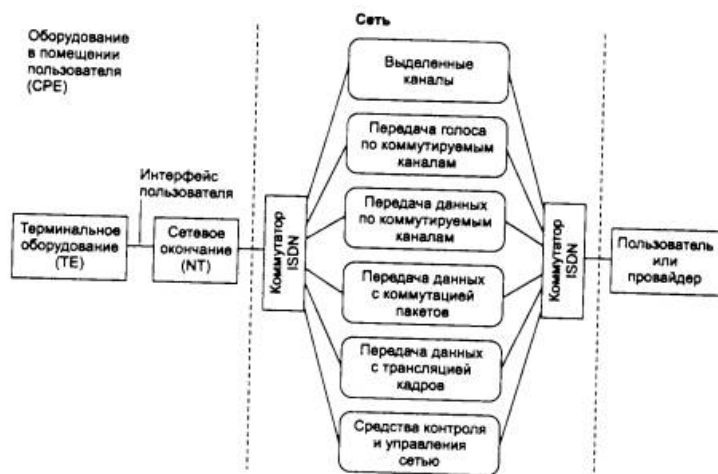 Сеть
Оборудование
в помещении
пользователя
(CPE)
Выделенные
каналы
Передача голоса
по коммутируемым
каналам
Интерфейс
пользователя
Терминальное
оборудование
(TE)
Сетевое
окончание
(NT)
Коммутатор
ISDN
Передача данных
по коммутируемым
каналам
Передача данных
с коммутацией
пакетов
Передача данных
с трансляцией
кадров
Средства контроля
и управления
сетью
Коммутатор
ISDN
Пользователь
или
провайдер